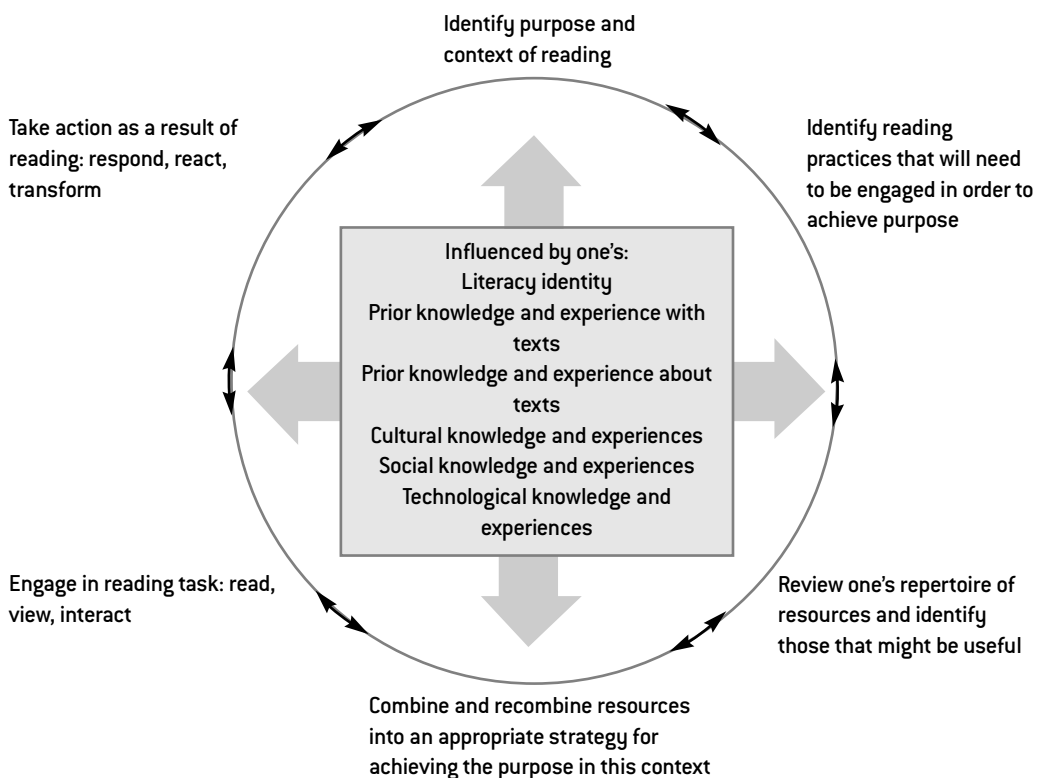 Identify purpose and
context of reading
Identify reading
practices that will need
to be engaged in order to
achieve purpose
Review one's repertoire of
resources and identify
those that might be useful
Combine and recombine resources
into an appropriate strategy for
achieving the purpose in this context
Engage in reading task: read,
view, interact
Take action as a result of
reading: respond, react,
transform
Influenced by one's:
Literacy identity
Prior knowledge and experience with
texts
Prior knowledge and experience about
texts
Cultural knowledge and experiences
Social knowledge and experiences
Technological knowledge and
experiences